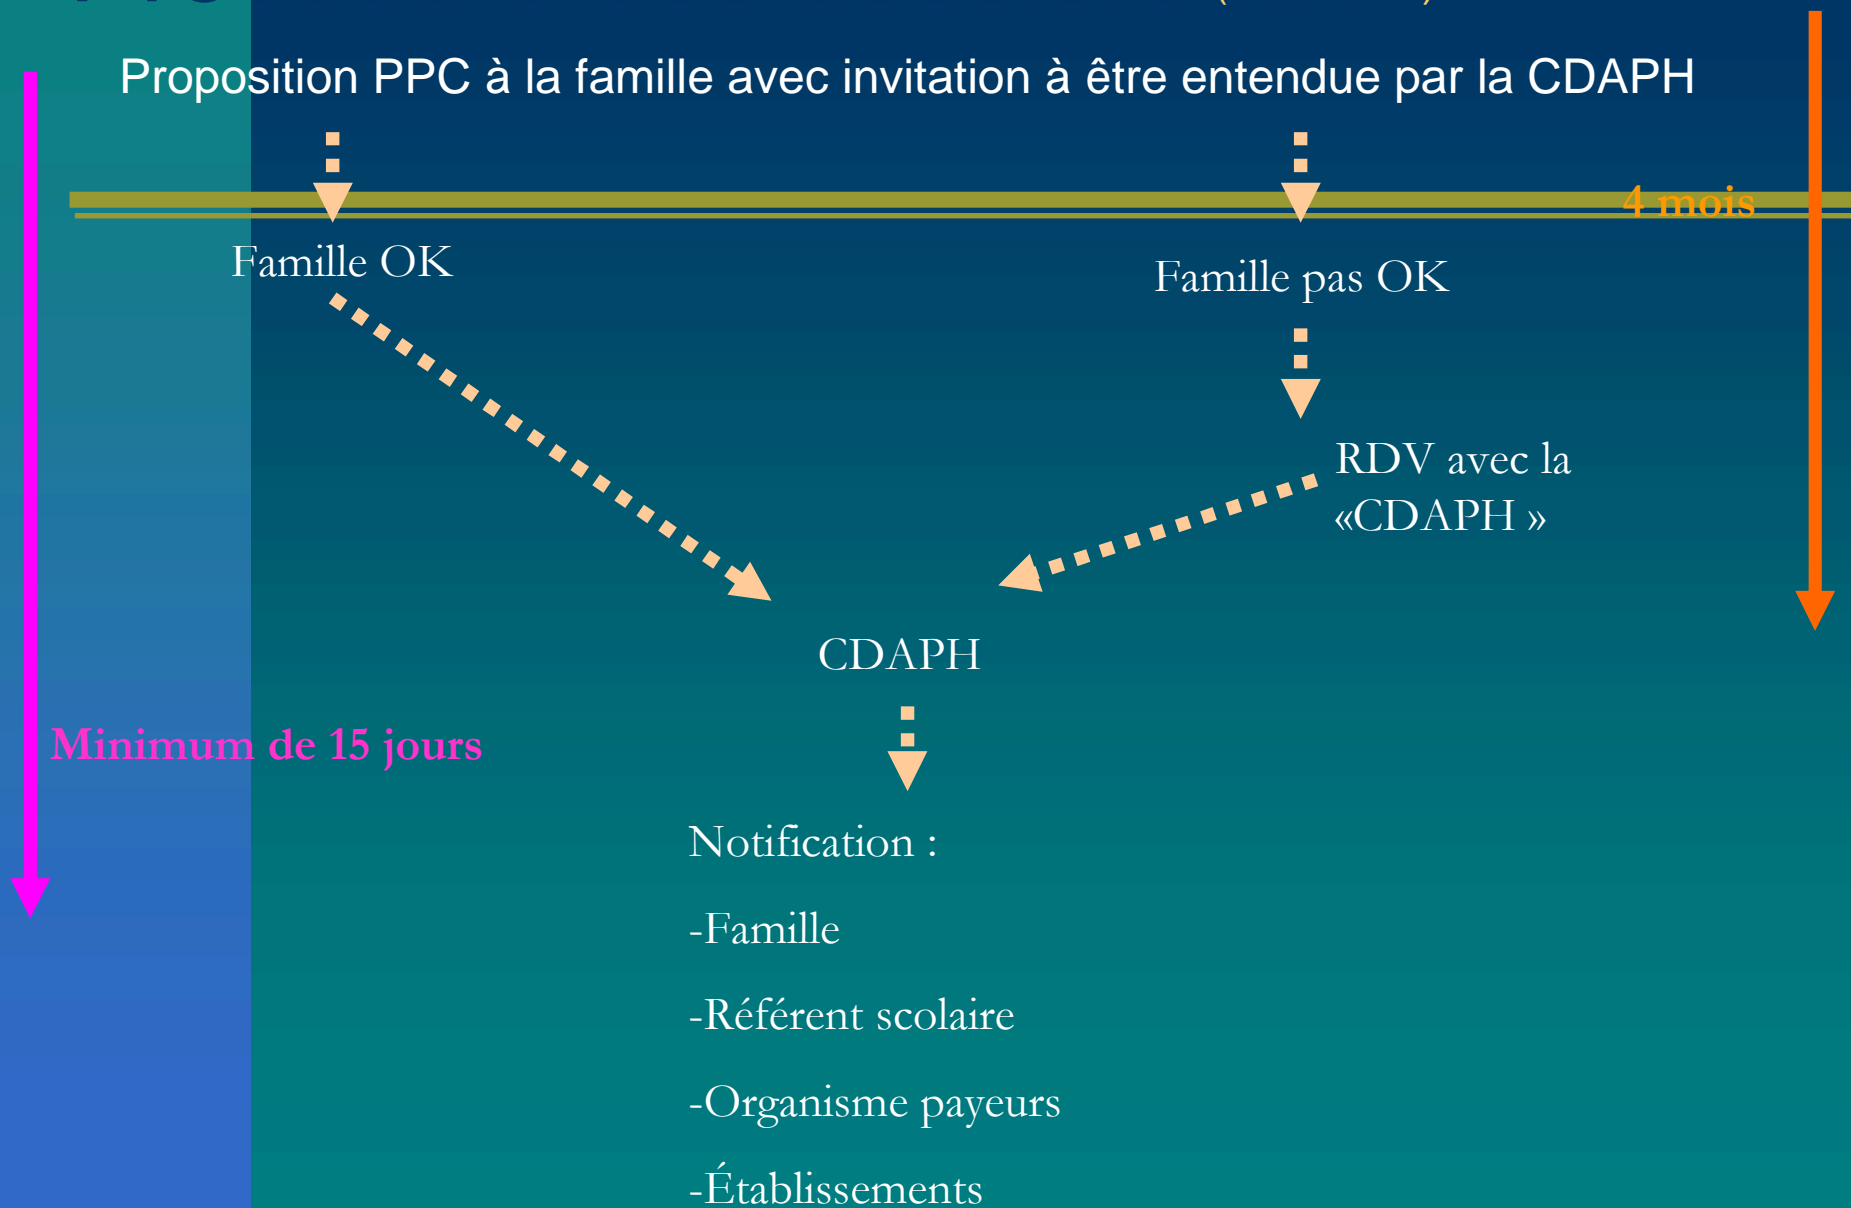 Proposition PPC à la famille avec invitation à être entendue par la CDAPH
4 mois
Famille OK
Famille pas OK
RDV avec la
«CDAPH »
CDAPH
Minimum de 15 jours
Notification :
-Famille
-Référent scolaire
-Organisme payeurs
-Établissements